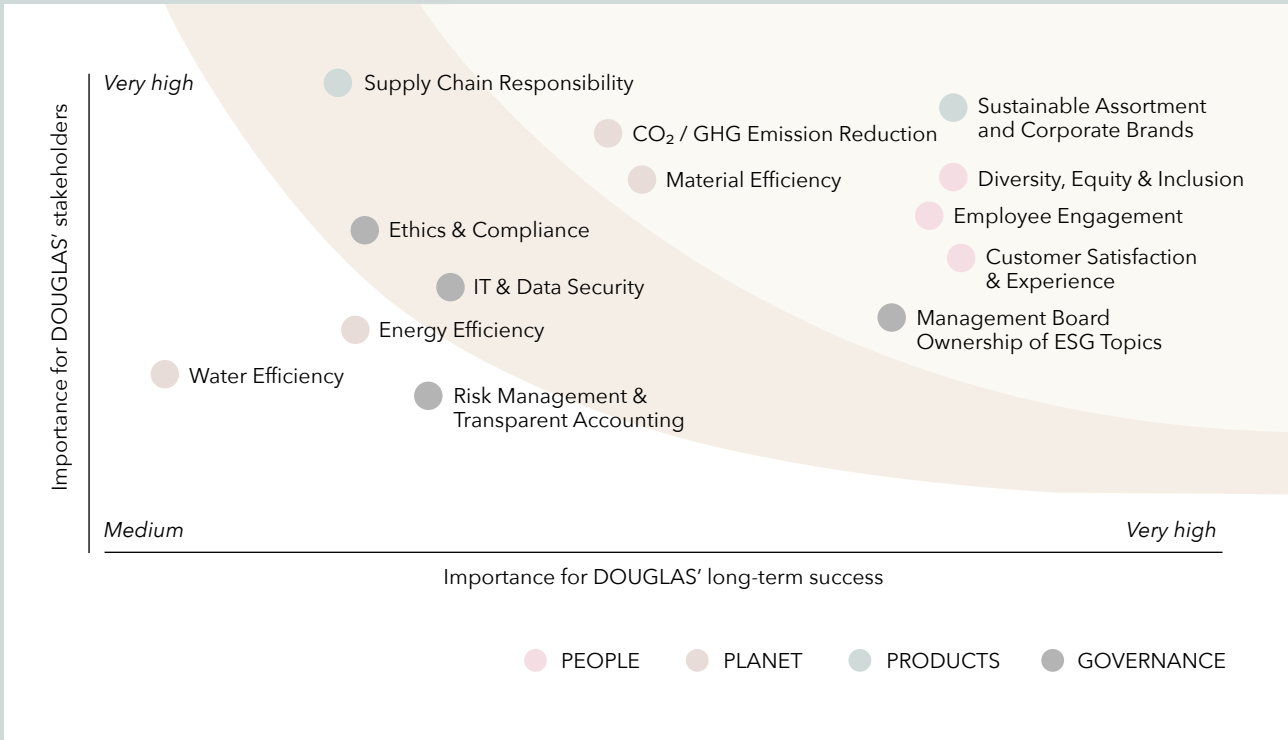 Very high
Supply Chain Responsibility
Sustainable Assortment
and Corporate Brands
CO₂ / GHG Emission Reduction
Material Efficiency
Diversity, Equity & Inclusion
Employee Engagement
Ethics & Compliance
Customer Satisfaction
& Experience
IT & Data Security
Management Board
Ownership of ESG Topics
Energy Efficiency
Water Efficiency
Risk Management &
Transparent Accounting
Importance for DOUGLAS’ stakeholders
Medium
Very high
Importance for DOUGLAS’ long-term success
PEOPLE
PLANET
PRODUCTS
GOVERNANCE